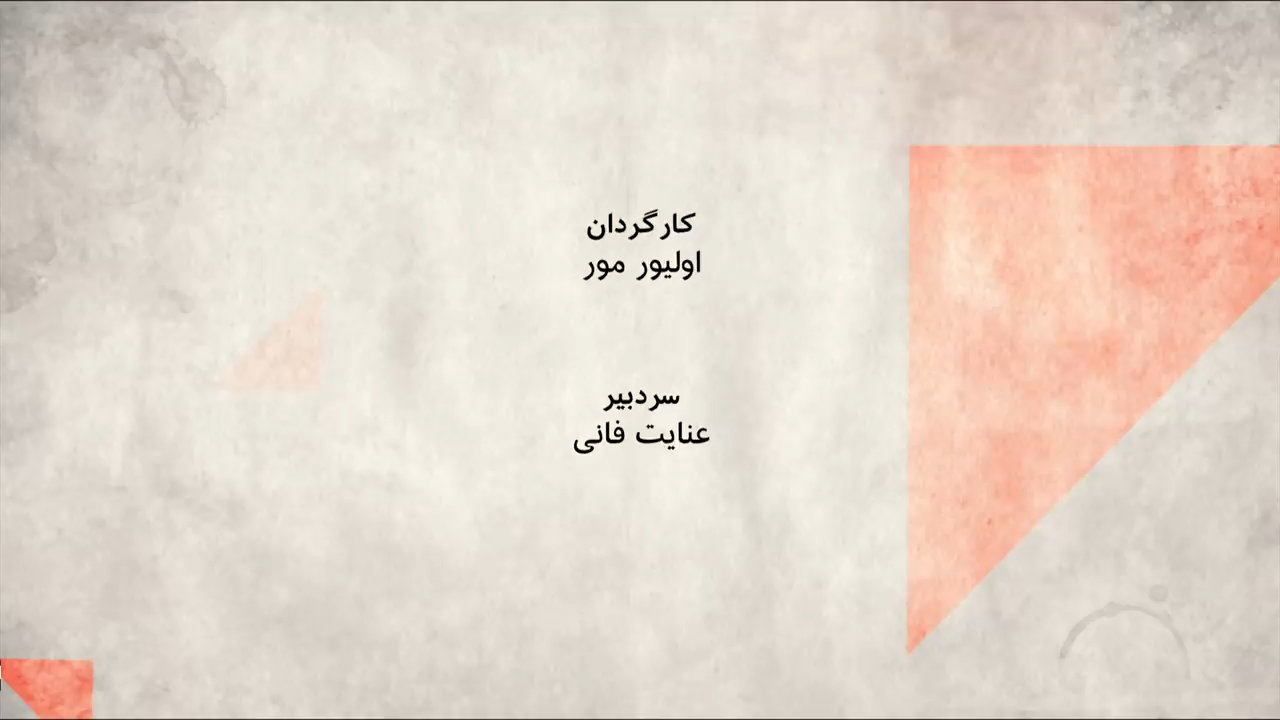 کارگردان
اولیور مور
سردبیر
عنایت فانی